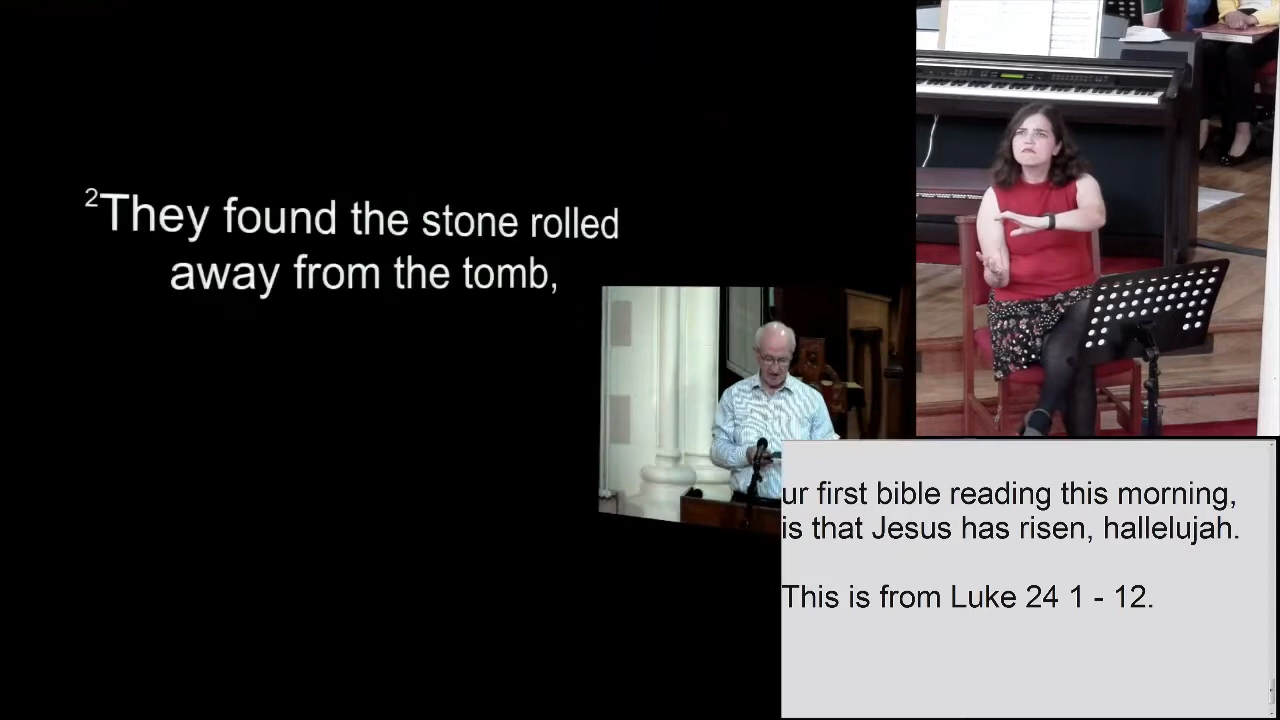 ²They found the stone rolled
away from the tomb,
ur first bible reading this morning,
is that Jesus has risen, hallelujah.
This is from Luke 24 1 - 12.